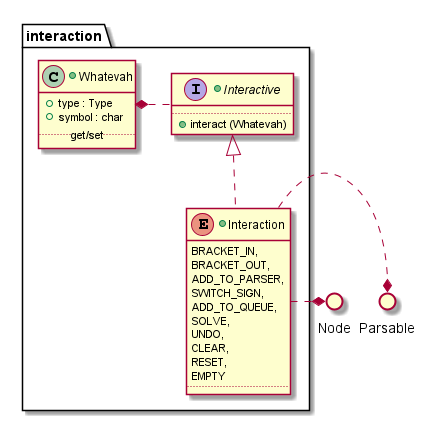 interaction
C Whatevah
type : Type
symbol : char
get/set
I Interactive
interact (Whatevah)
E Interaction
BRACKET_IN,
BRACKET_OUT,
ADD_TO_PARSER,
SWITCH_SIGN,
ADD_TO_QUEUE,
SOLVE,
UNDO,
CLEAR,
RESET,
EMPTY
Node
Parsable